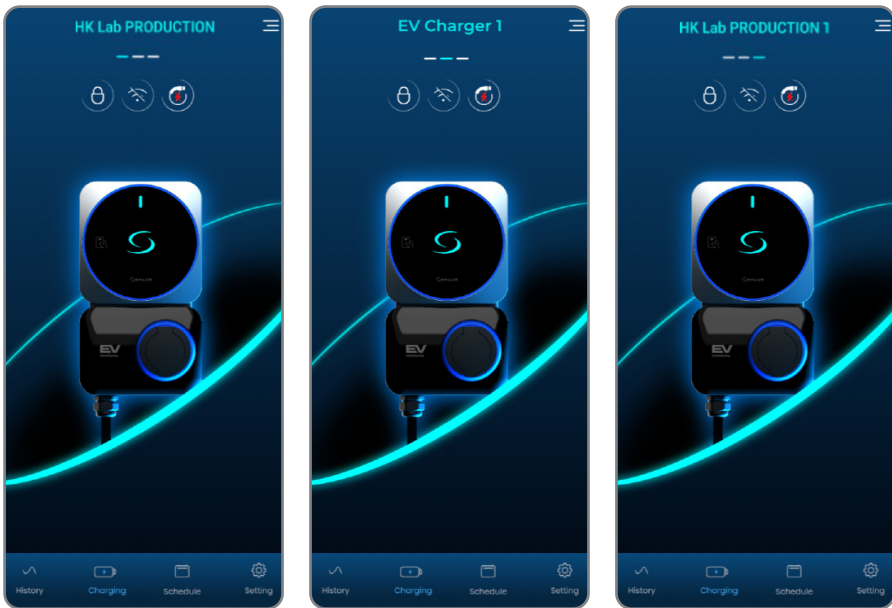 HK Lab PRODUCTION
EV
History
Charging
Schedule
Setting
EV Charger 1
EV
History
Charging
Schedule
Setting
HK Lab PRODUCTION 1
EV
History
Charging
Schedule
Setting